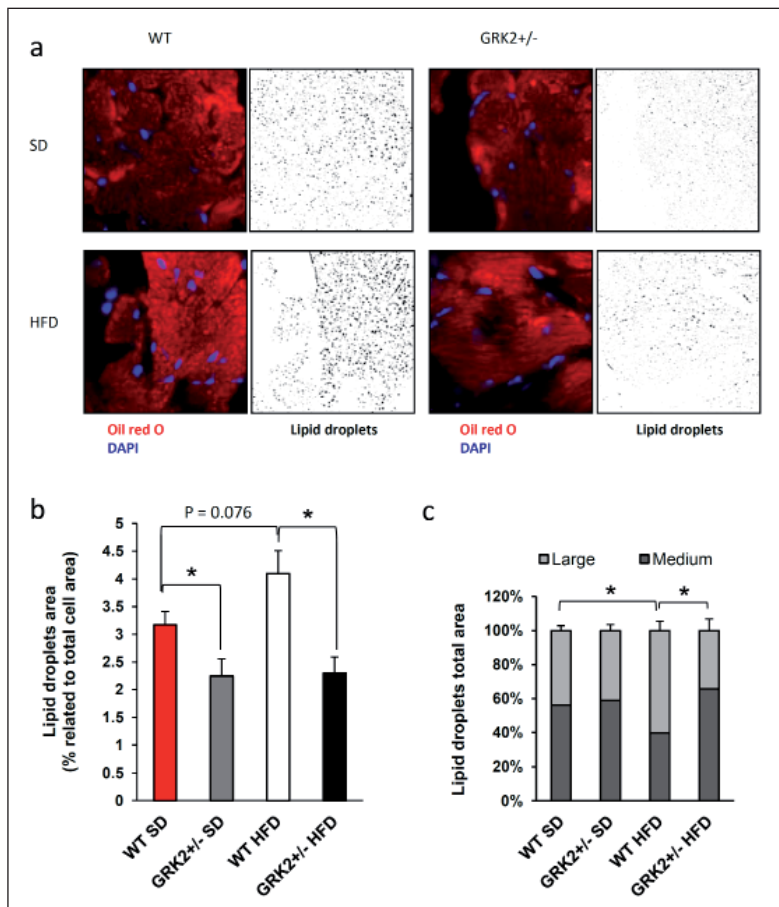 WT GRK2+/-
a
SD
HFD
Oil red O
DAPI
Lipid droplets
Oil red O
DAPI
Lipid droplets
b
P = 0.076
*
*
5
4.5
4
3.5
3
2.5
2
1.5
1
0.5
0
Lipid droplets area
(% related to total cell area)
WT SD
GRK2+/- SD
WT HFD
GRK2+/- HFD
c
Large Medium
*
*
120%
100%
80%
60%
40%
20%
0%
Lipid droplets total area
WT SD
GRK2+/- SD
WT HFD
GRK2+/- HFD